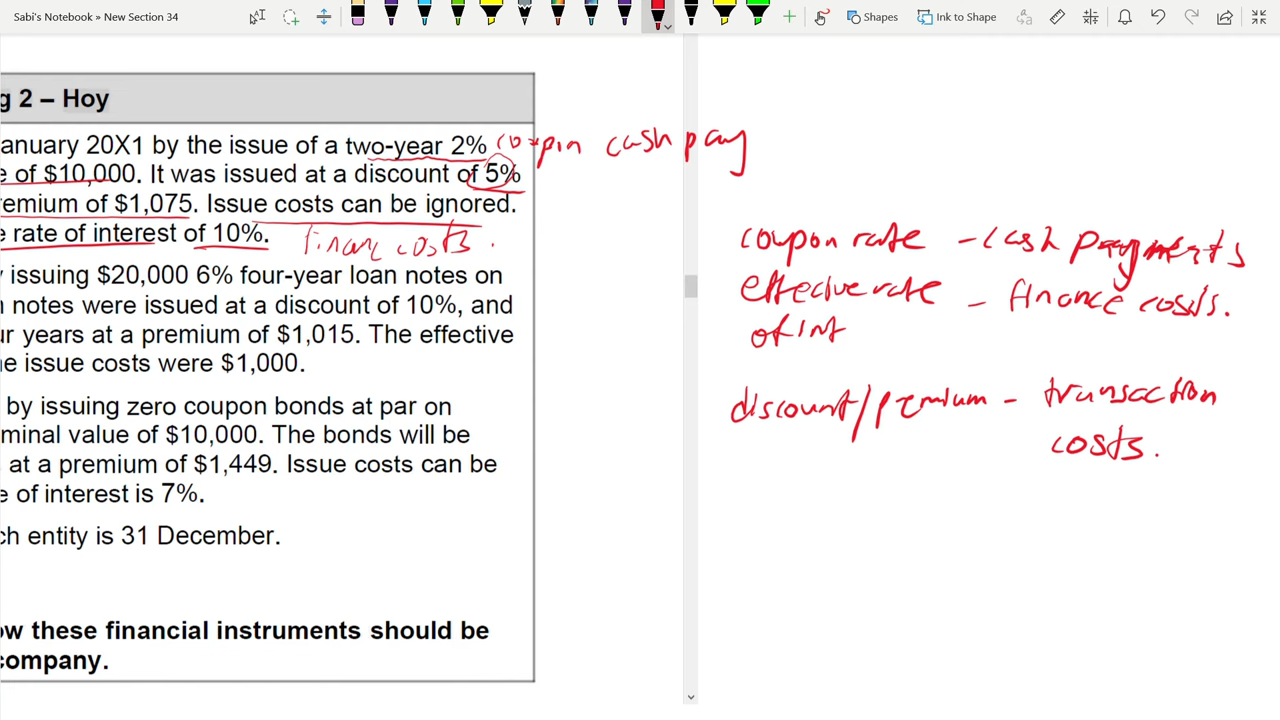 Sabi's Notebook » New Section 34
Shapes
Ink to Shape
g 2 – Hoy
anuary 20X1 by the issue of a two-year 2% coupin cash pay
e of $10,000. It was issued at a discount of 5%
emium of $1,075. Issue costs can be ignored.
e rate of interest of 10%. financ costs.
issuing $20,000 6% four-year loan notes on
n notes were issued at a discount of 10%, and
ur years at a premium of $1,015. The effective
ne issue costs were $1,000.
by issuing zero coupon bonds at par on
minal value of $10,000. The bonds will be
at a premium of $1,449. Issue costs can be
e of interest is 7%.
ch entity is 31 December.
ow these financial instruments should be
company.
coupon rate - cash payments
effective rate - finance costs.
of int
discount/premium - transaction
costs.